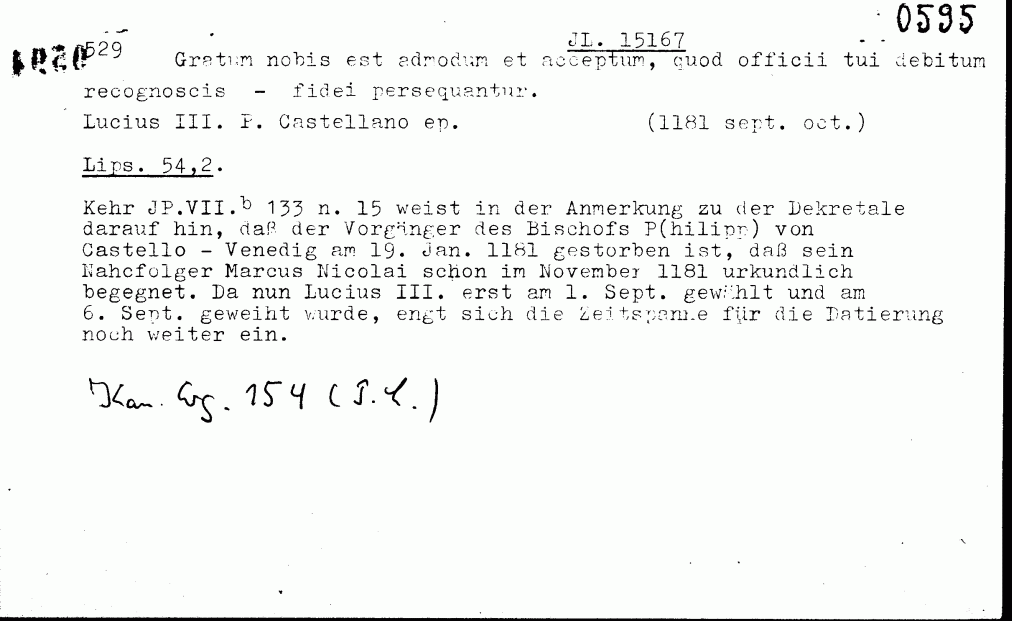 0595
JL. 15167
529
Gratum nobis est admodum et acceptum, quod officii tui debitum
recognoscis - fidei persequantur.
Lucius III. P. Castellano ep. (1181 sept. oct.)
Lips. 54,2.
Kehr JP.VII.b 133 n. 15 weist in der Anmerkung zu der Dekretale
darauf hin, daß der Vorgänger des Bischofs P(hilipp) von
Castello - Venedig am 19. Jan. 1181 gestorben ist, daß sein
Nahcfolger Marcus Nicolai schon im November 1181 urkundlich
begegnet. Da nun Lucius III. erst am 1. Sept. gewählt und am
6. Sept. geweiht wurde, engt sich die Zeitspanne für die Datierung
noch weiter ein.
Kan. Erg. 154 (S. )